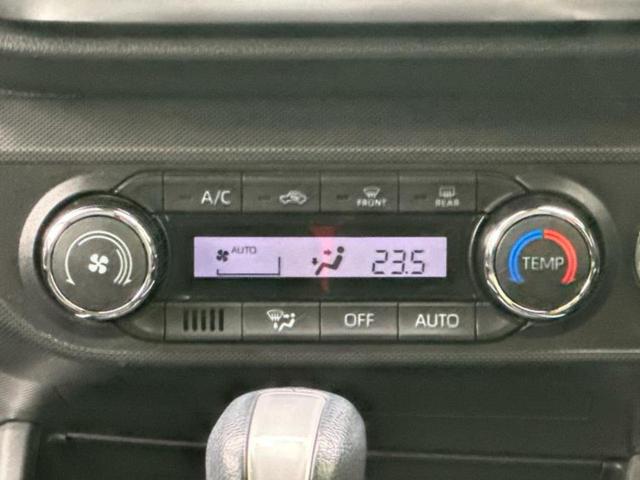 A/C
FRONT
REAR
AUTO
23.5
TEMP
OFF
AUTO